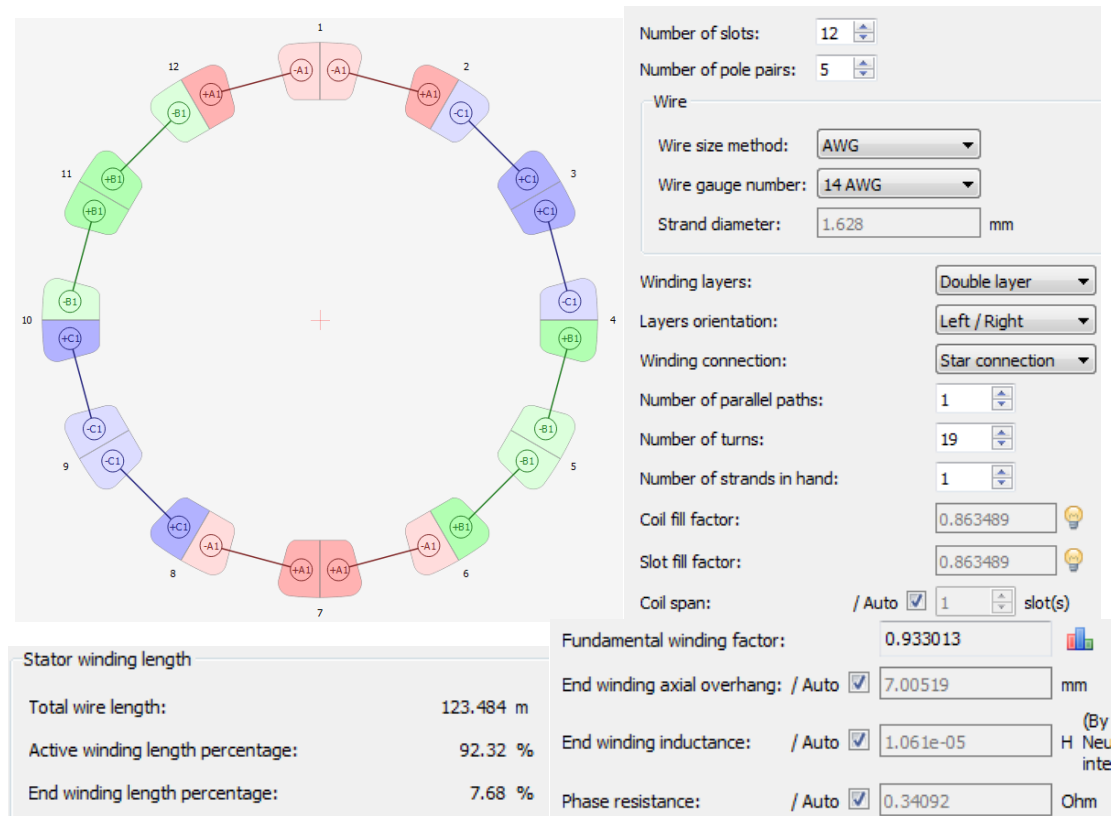 1
-A1 -A1
2
+A1
-C1
3
+C1
+C1
4
-C1
+B1
5
-B1
-B1
6
+B1
-A1
7
+A1 +A1
8
-A1
+C1
9
-C1
-C1
10
-B1
+C1
11
+B1
+B1
12
+A1
-B1
Number of slots: 12
Number of pole pairs: 5
Wire
Wire size method: AWG
Wire gauge number: 14 AWG
Strand diameter: 1.628 mm
Winding layers: Double layer
Layers orientation: Left / Right
Winding connection: Star connection
Number of parallel paths: 1
Number of turns: 19
Number of strands in hand: 1
Coil fill factor: 0.863489
Slot fill factor: 0.863489
Coil span: / Auto 1 slot(s)
Stator winding length
Total wire length: 123.484 m
Active winding length percentage: 92.32 %
End winding length percentage: 7.68 %
Fundamental winding factor: 0.933013
End winding axial overhang: / Auto 7.00519 mm
(By
End winding inductance: / Auto 1.061e-05 H Neu
inte
Phase resistance: / Auto 0.34092 Ohm